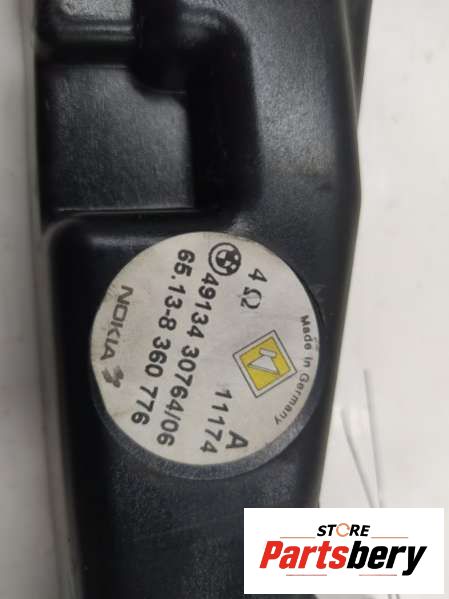 4 Ω
Made in Germany
49134 30764/06
65.13-8 360 776
A
11174
NOKIA
STORE
Partsbery